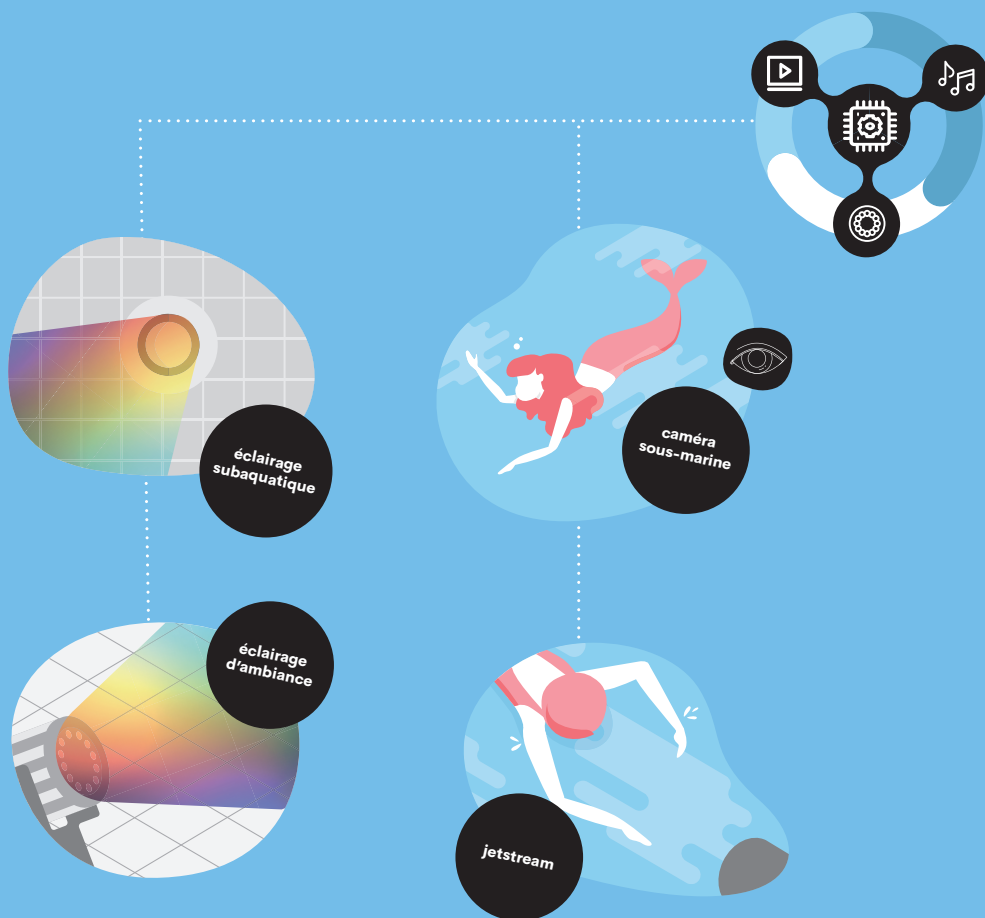 éclairage
subaquatique
caméra
sous-marine
éclairage
d’ambiance
jetstream